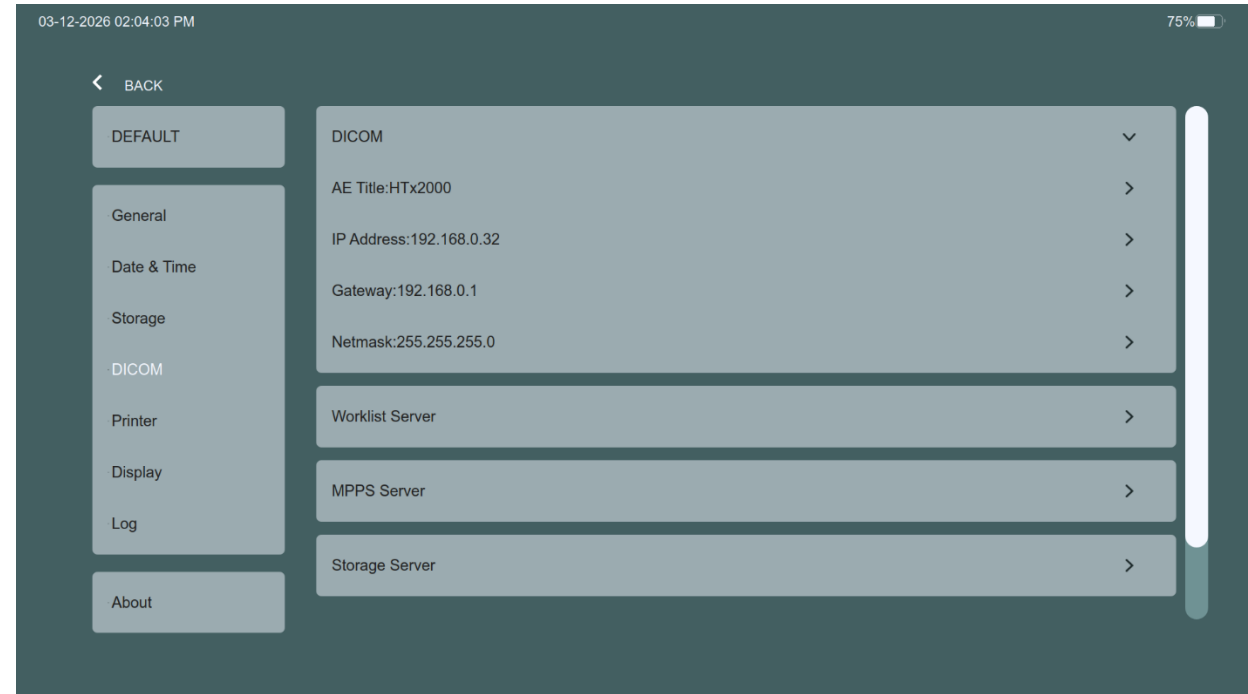 03-12-2026 02:04:03 PM
75%
BACK
DEFAULT
General
Date & Time
Storage
DICOM
Printer
Display
Log
About
DICOM
AE Title:HTx2000
IP Address:192.168.0.32
Gateway:192.168.0.1
Netmask:255.255.255.0
Worklist Server
MPPS Server
Storage Server